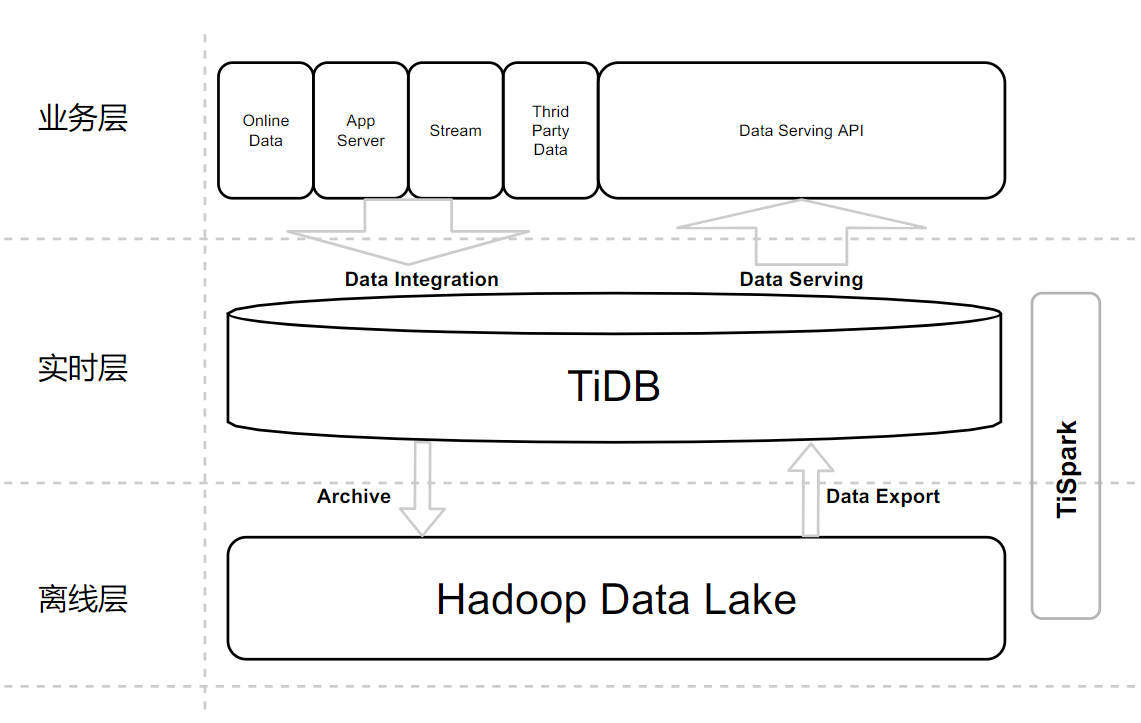 业务层
Online
Data
App
Server
Stream
Thrid
Party
Data
Data Serving API
Data Integration
Data Serving
实时层
TiDB
TiSpark
Archive
Data Export
离线层
Hadoop Data Lake